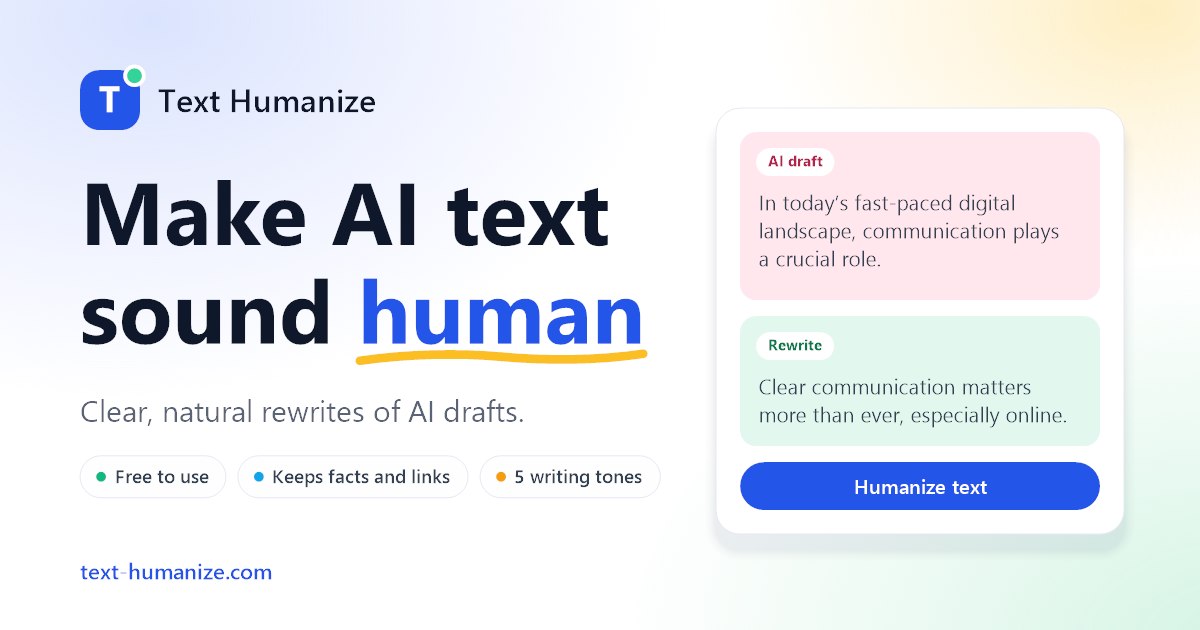 T
Text Humanize
Make AI text
sound human
Clear, natural rewrites of AI drafts.
Free to use
Keeps facts and links
5 writing tones
text-humanize.com
AI draft
In today’s fast-paced digital
landscape, communication plays
a crucial role.
Rewrite
Clear communication matters
more than ever, especially online.
Humanize text